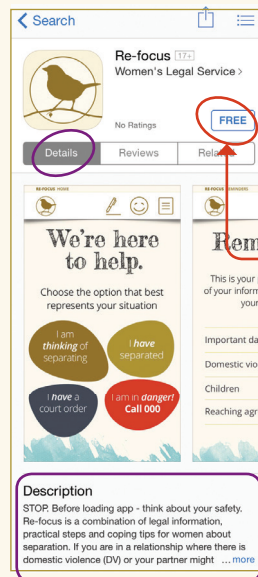 Search
Re-focus 17+
Women's Legal Service >
No Ratings
FREE
Details
Reviews
RE-FOCUS HOME
We're here
to help.
Choose the option that best
represents your situation
I am
thinking of
separating
I have
separated
I have a
court order
I am in danger!
Call 000
This is your
of your inform
your
Important da
Domestic vio
Children
Reaching agr
Description
STOP. Before loading app - think about your safety.
Re-focus is a combination of legal information,
practical steps and coping tips for women about
separation. If you are in a relationship where there is
domestic violence (DV) or your partner might ...more